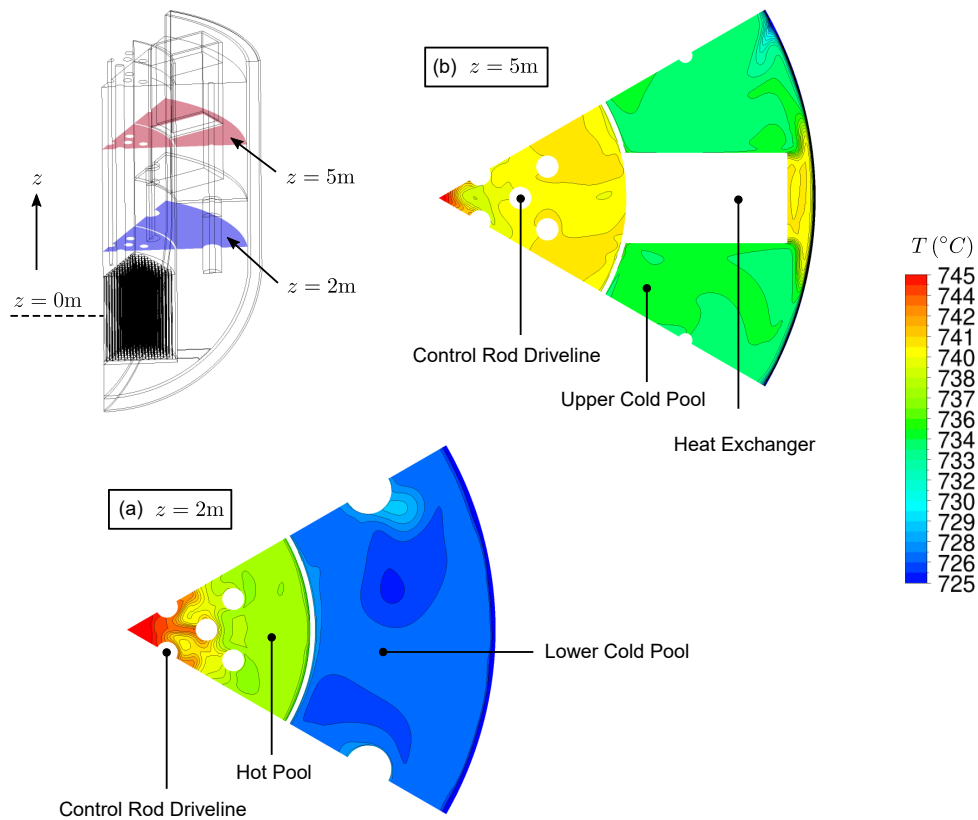 (b) z = 5m
z
z = 5m
z = 2m
z = 0m
Control Rod Driveline
Upper Cold Pool
Heat Exchanger
T (°C)
745
744
742
741
740
738
737
736
734
733
732
730
729
728
726
725
(a) z = 2m
Lower Cold Pool
Hot Pool
Control Rod Driveline